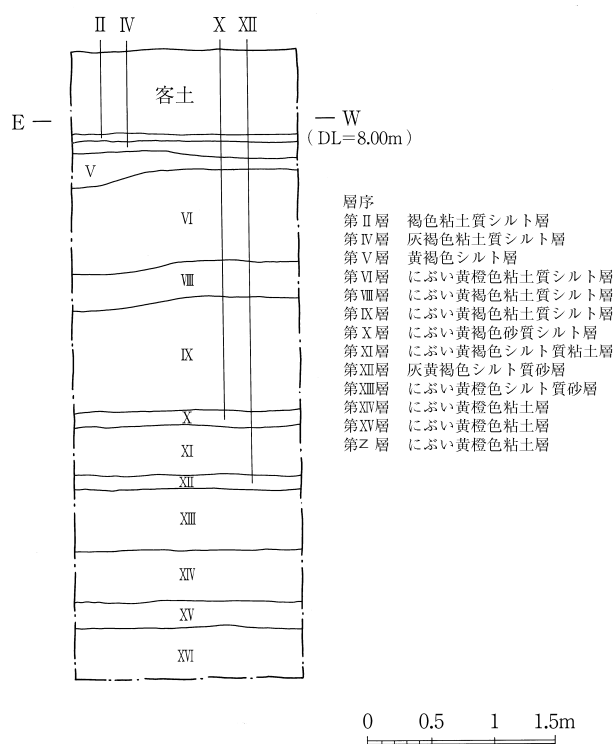 Ⅱ Ⅳ Ⅹ Ⅻ
客土
E W
(DL=8.00m)
Ⅴ
Ⅵ
Ⅷ
Ⅸ
Ⅹ
Ⅺ
Ⅻ
XIII
XIV
XV
XVI
層序
第Ⅱ層 褐色粘土質シルト層
第Ⅳ層 灰褐色粘土質シルト層
第Ⅴ層 黄褐色シルト層
第Ⅵ層 にぶい黄橙色粘土質シルト層
第Ⅷ層 にぶい黄褐色粘土質シルト層
第Ⅸ層 にぶい黄褐色粘土質シルト層
第Ⅹ層 にぶい黄褐色砂質シルト層
第Ⅺ層 にぶい黄褐色シルト質粘土層
第Ⅻ層 灰黄褐色シルト質砂層
第XIII層 にぶい黄橙色シルト質砂層
第XIV層 にぶい黄橙色粘土層
第XV層 にぶい黄橙色粘土層
第Z層 にぶい黄橙色粘土層
0 0.5 1 1.5m